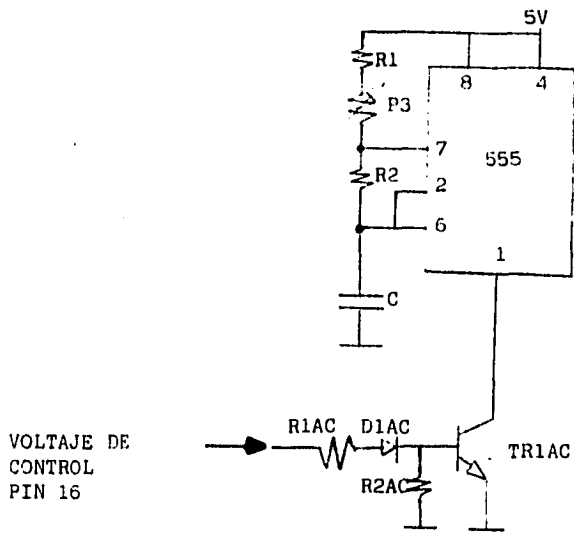 5V
R1
8
4
P3
7
555
R2
2
6
1
C
R1AC
D1AC
VOLTAJE DE
CONTROL
PIN 16
TR1AC
R2AC